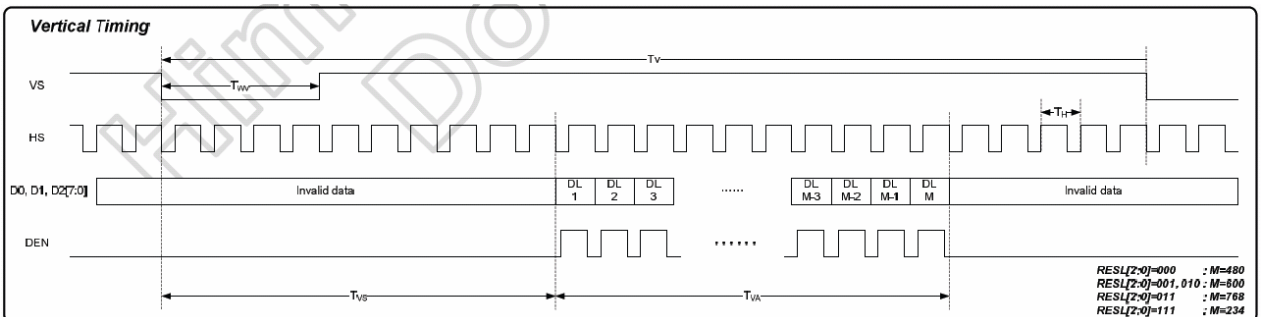 Vertical Timing
Tv
VS
TWV
HS
TH
D0, D1, D2[7:0]
Invalid data
DL 1
DL 2
DL 3
......
DL M-3
DL M-2
DL M-1
DL M
Invalid data
DEN
......
TVS
TVA
RESL[2:0]=000 ; M=480
RESL[2:0]=001, 010 ; M=600
RESL[2:0]=011 ; M=768
RESL[2:0]=111 ; M=234